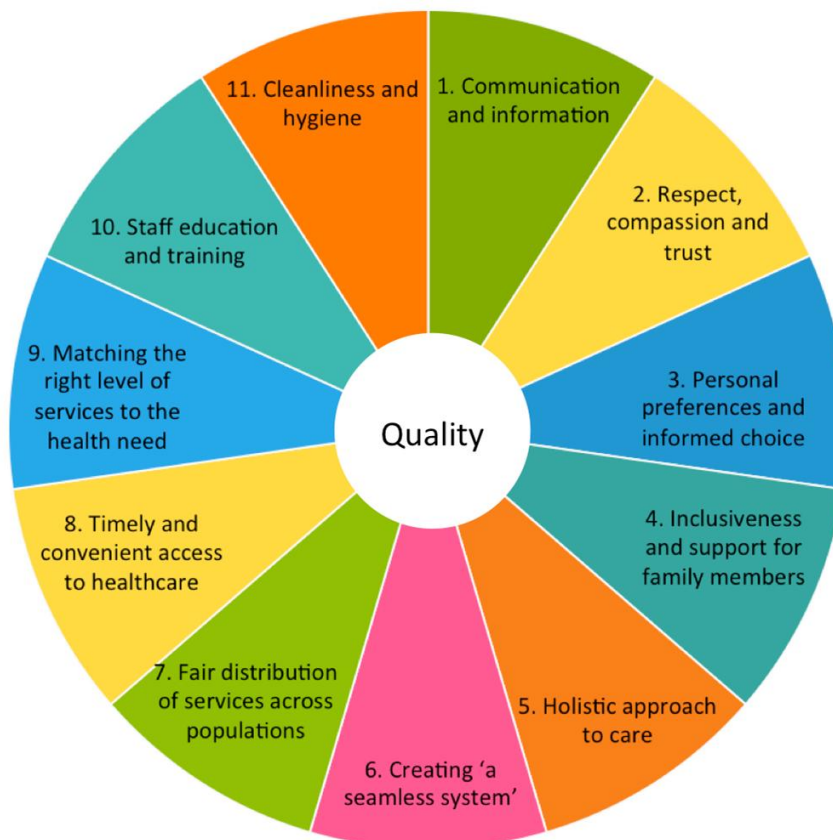 1. Communication
and information
2. Respect,
compassion and
trust
3. Personal
preferences and
informed choice
4. Inclusiveness
and support for
family members
5. Holistic approach
to care
6. Creating ‘a
seamless system’
7. Fair distribution
of services across
populations
8. Timely and
convenient access
to healthcare
9. Matching the
right level of
services to the
health need
10. Staff education
and training
11. Cleanliness and
hygiene
Quality